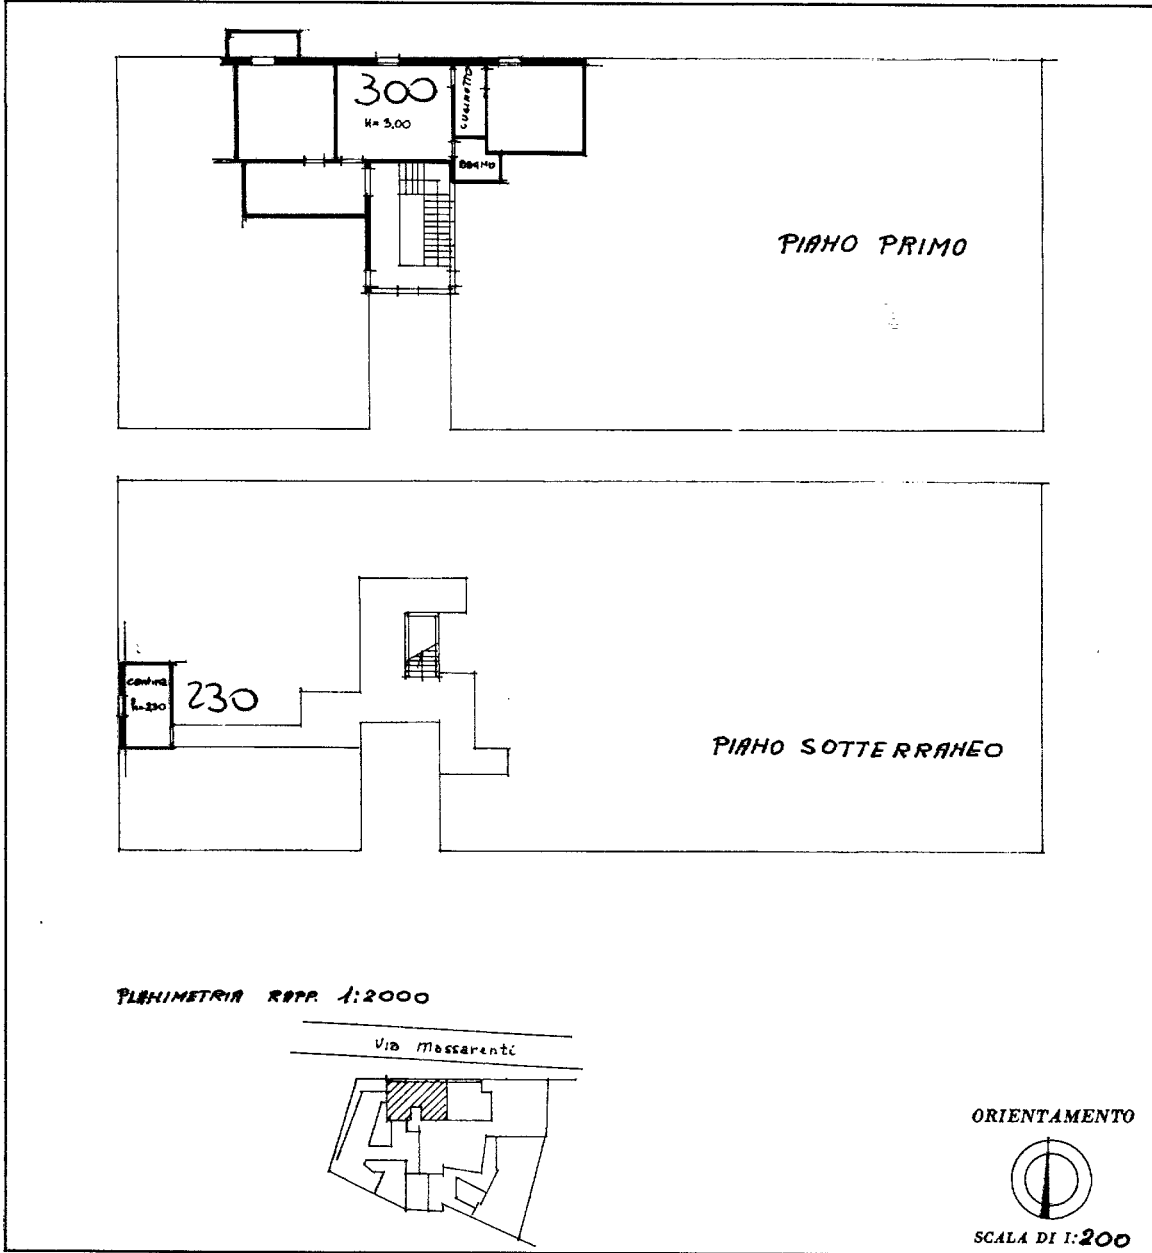 300
H= 3,00
CUCINOTTO
BAGNO
PIANO PRIMO
cantina
h=230
230
PIANO SOTTERRANEO
PLANIMETRIA RAPP. 1:2000
Via Massarenti
ORIENTAMENTO
SCALA DI 1:200